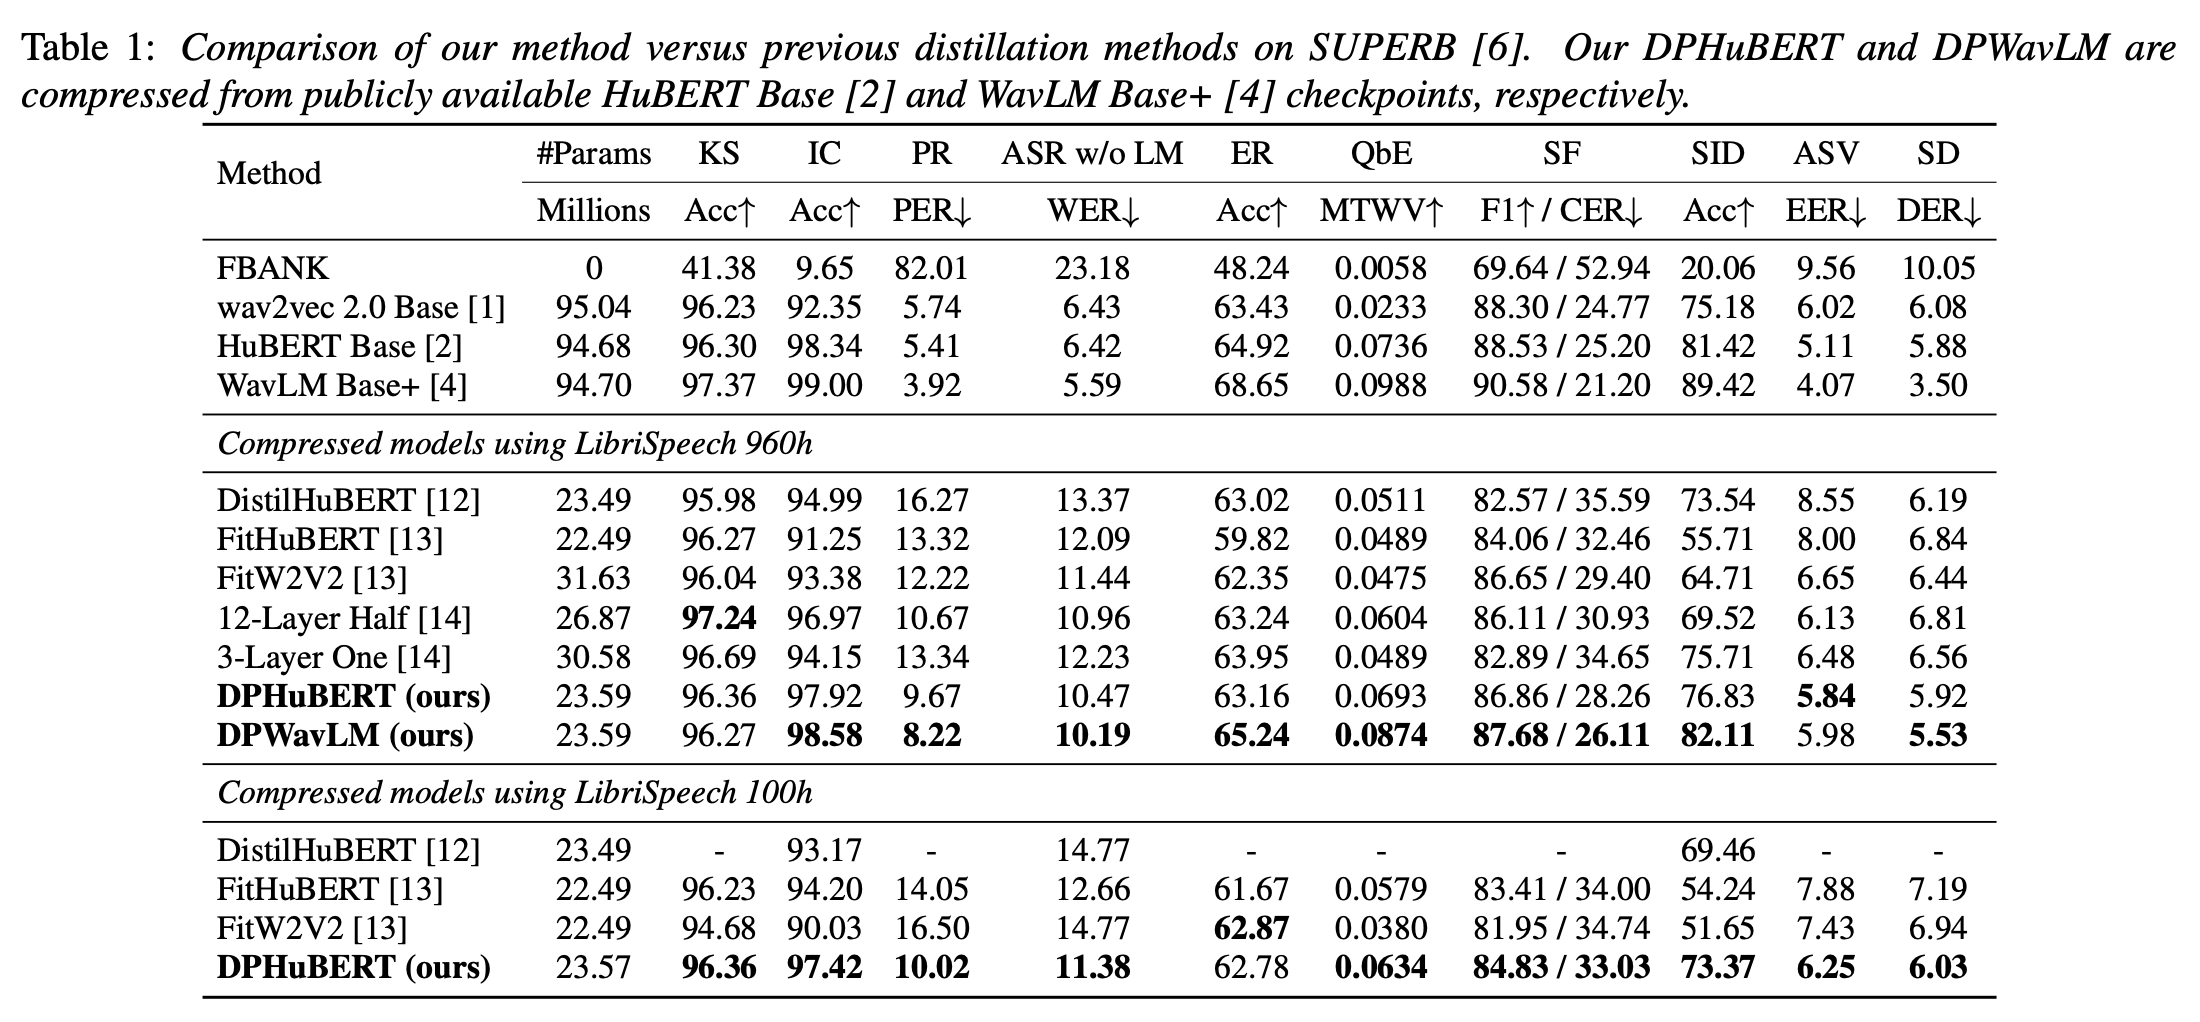 Table 1: Comparison of our method versus previous distillation methods on SUPERB [6]. Our DPHuBERT and DPWavLM are
compressed from publicly available HuBERT Base [2] and WavLM Base+ [4] checkpoints, respectively.
Method #Params KS IC PR ASR w/o LM ER QbE SF SID ASV SD
Millions Acc↑ Acc↑ PER↓ WER↓ Acc↑ MTWV↑ F1↑ / CER↓ Acc↑ EER↓ DER↓
FBANK 0 41.38 9.65 82.01 23.18 48.24 0.0058 69.64 / 52.94 20.06 9.56 10.05
wav2vec 2.0 Base [1] 95.04 96.23 92.35 5.74 6.43 63.43 0.0233 88.30 / 24.77 75.18 6.02 6.08
HuBERT Base [2] 94.68 96.30 98.34 5.41 6.42 64.92 0.0736 88.53 / 25.20 81.42 5.11 5.88
WavLM Base+ [4] 94.70 97.37 99.00 3.92 5.59 68.65 0.0988 90.58 / 21.20 89.42 4.07 3.50
Compressed models using LibriSpeech 960h
DistilHuBERT [12] 23.49 95.98 94.99 16.27 13.37 63.02 0.0511 82.57 / 35.59 73.54 8.55 6.19
FitHuBERT [13] 22.49 96.27 91.25 13.32 12.09 59.82 0.0489 84.06 / 32.46 55.71 8.00 6.84
FitW2V2 [13] 31.63 96.04 93.38 12.22 11.44 62.35 0.0475 86.65 / 29.40 64.71 6.65 6.44
12-Layer Half [14] 26.87 97.24 96.97 10.67 10.96 63.24 0.0604 86.11 / 30.93 69.52 6.13 6.81
3-Layer One [14] 30.58 96.69 94.15 13.34 12.23 63.95 0.0489 82.89 / 34.65 75.71 6.48 6.56
DPHuBERT (ours) 23.59 96.36 97.92 9.67 10.47 63.16 0.0693 86.86 / 28.26 76.83 5.84 5.92
DPWavLM (ours) 23.59 96.27 98.58 8.22 10.19 65.24 0.0874 87.68 / 26.11 82.11 5.98 5.53
Compressed models using LibriSpeech 100h
DistilHuBERT [12] 23.49 - 93.17 - 14.77 - - - 69.46 - -
FitHuBERT [13] 22.49 96.23 94.20 14.05 12.66 61.67 0.0579 83.41 / 34.00 54.24 7.88 7.19
FitW2V2 [13] 22.49 94.68 90.03 16.50 14.77 62.87 0.0380 81.95 / 34.74 51.65 7.43 6.94
DPHuBERT (ours) 23.57 96.36 97.42 10.02 11.38 62.78 0.0634 84.83 / 33.03 73.37 6.25 6.03